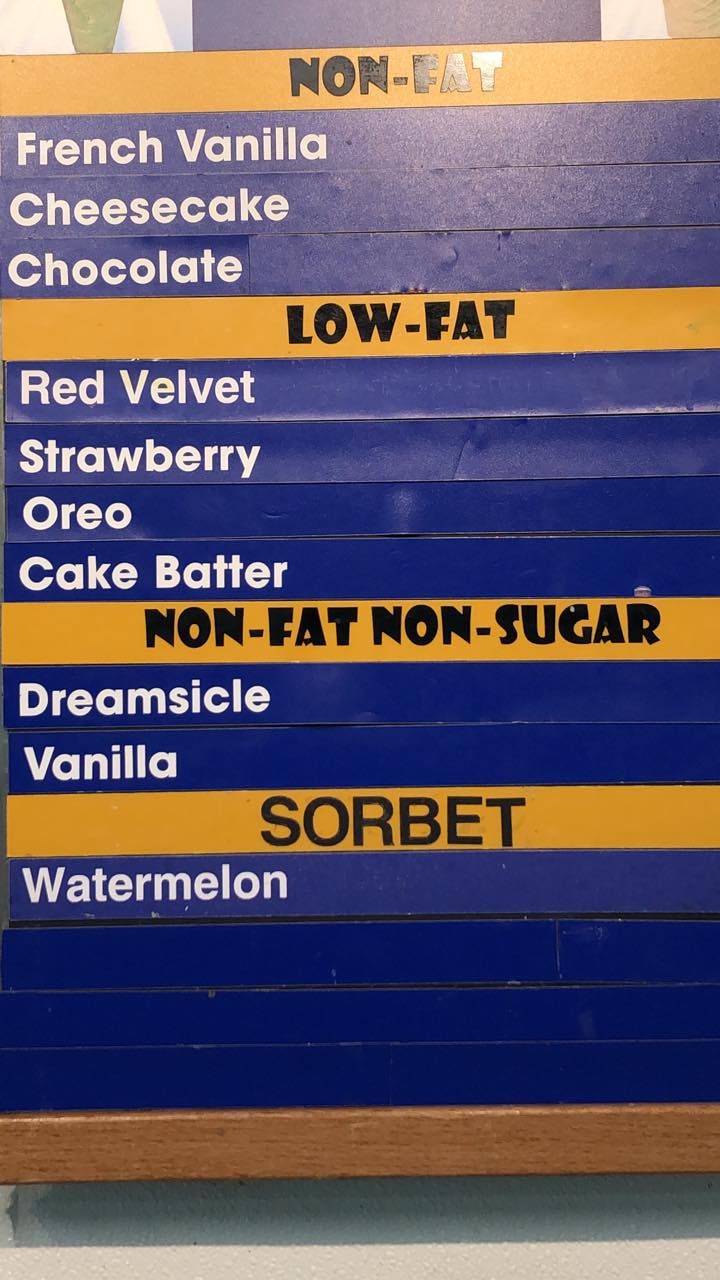 NON-FAT
French Vanilla
Cheesecake
Chocolate
LOW-FAT
Red Velvet
Strawberry
Oreo
Cake Batter
NON-FAT NON-SUGAR
Dreamsicle
Vanilla
SORBET
Watermelon